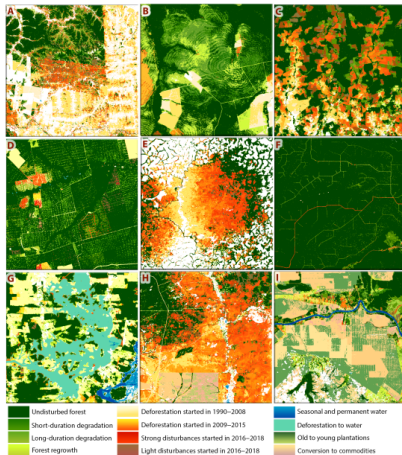 A
B
C
D
E
F
G
H
I
Undisturbed forest
Short-duration degradation
Long-duration degradation
Forest regrowth
Deforestation started in 1990–2008
Deforestation started in 2009–2015
Strong disturbances started in 2016–2018
Light disturbances started in 2016–2018
Seasonal and permanent water
Deforestation to water
Old to young plantations
Conversion to commodities